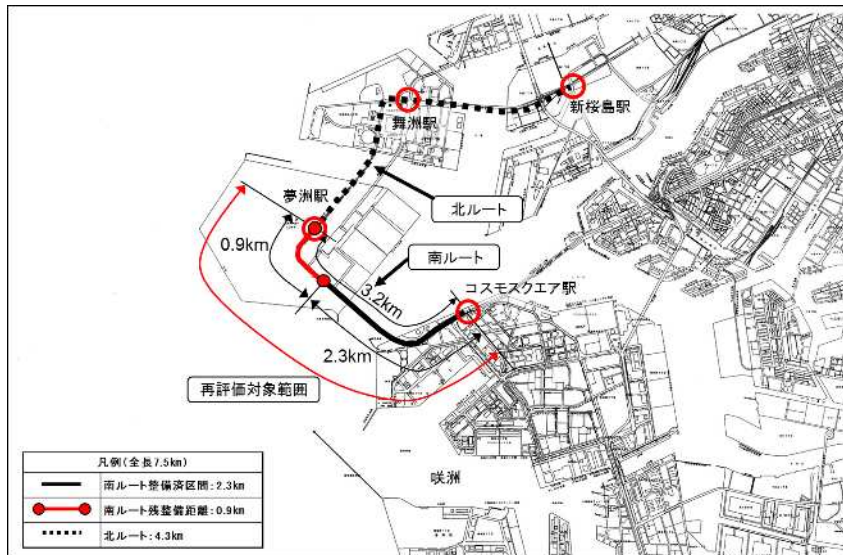 新桜島駅
舞洲駅
夢洲駅
北ルート
0.9km
南ルート
3.2km
コスモスクエア駅
2.3km
再評価対象範囲
咲洲
凡例(全長7.5km)
南ルート整備済区間:2.3km
南ルート残整備距離:0.9km
北ルート:4.3km